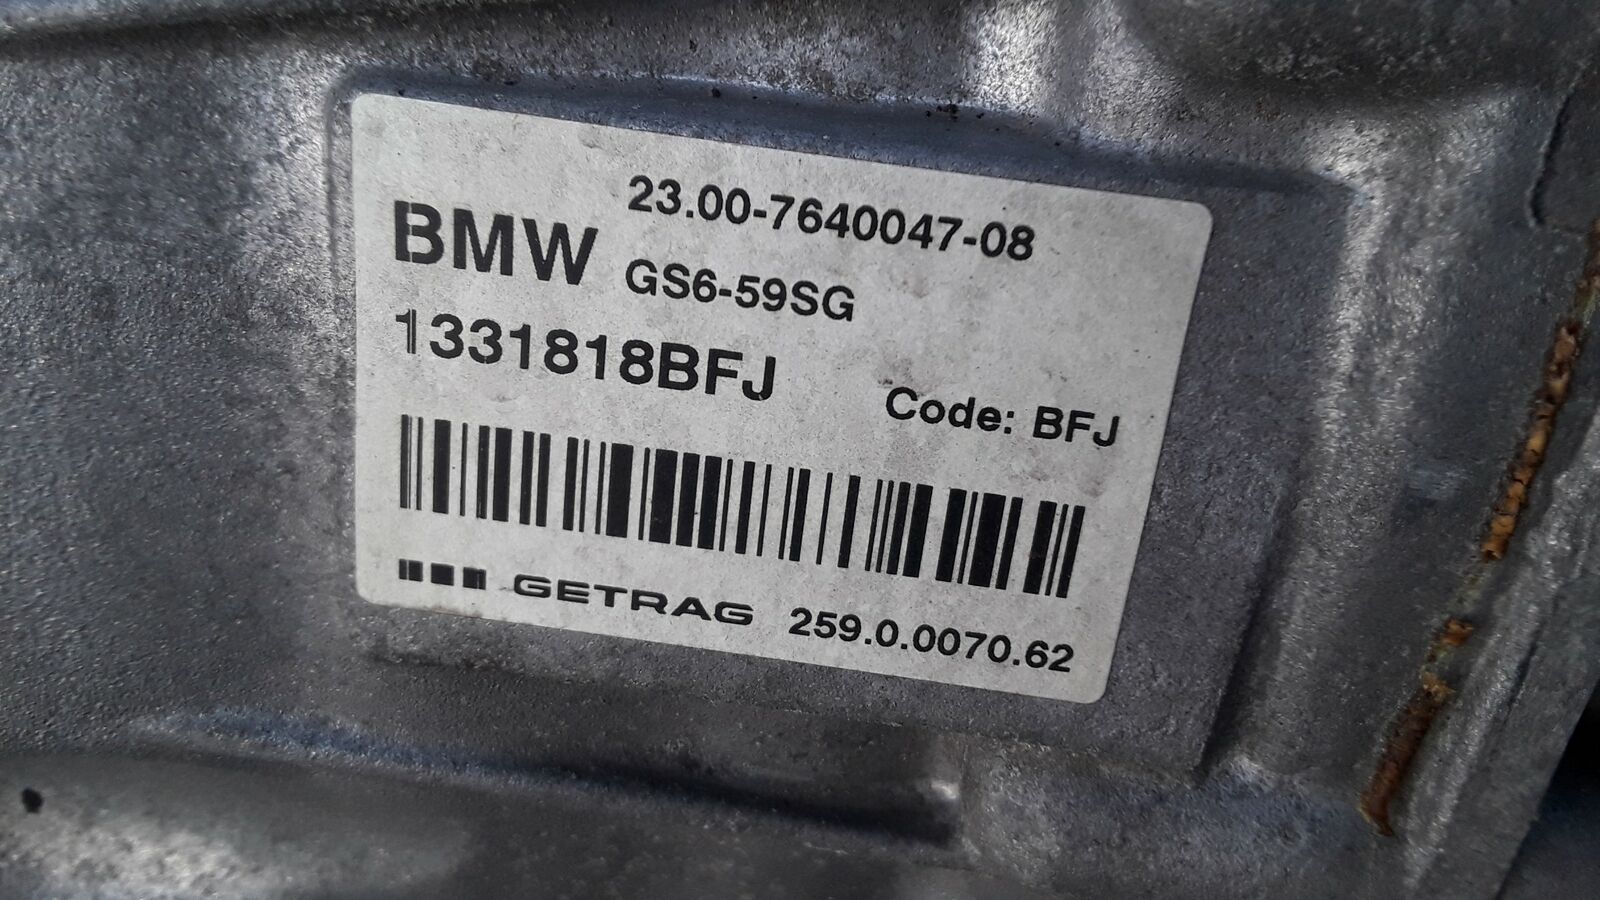 23.00-7640047-08
BMW GS6-59SG
1331818BFJ
Code: BFJ
GETRAG 259.0.0070.62